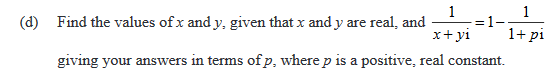 (d) Find the values of x and y, given that x and y are real, and 1/(x + yi) = 1 − 1/(1 + pi)
giving your answers in terms of p, where p is a positive, real constant.